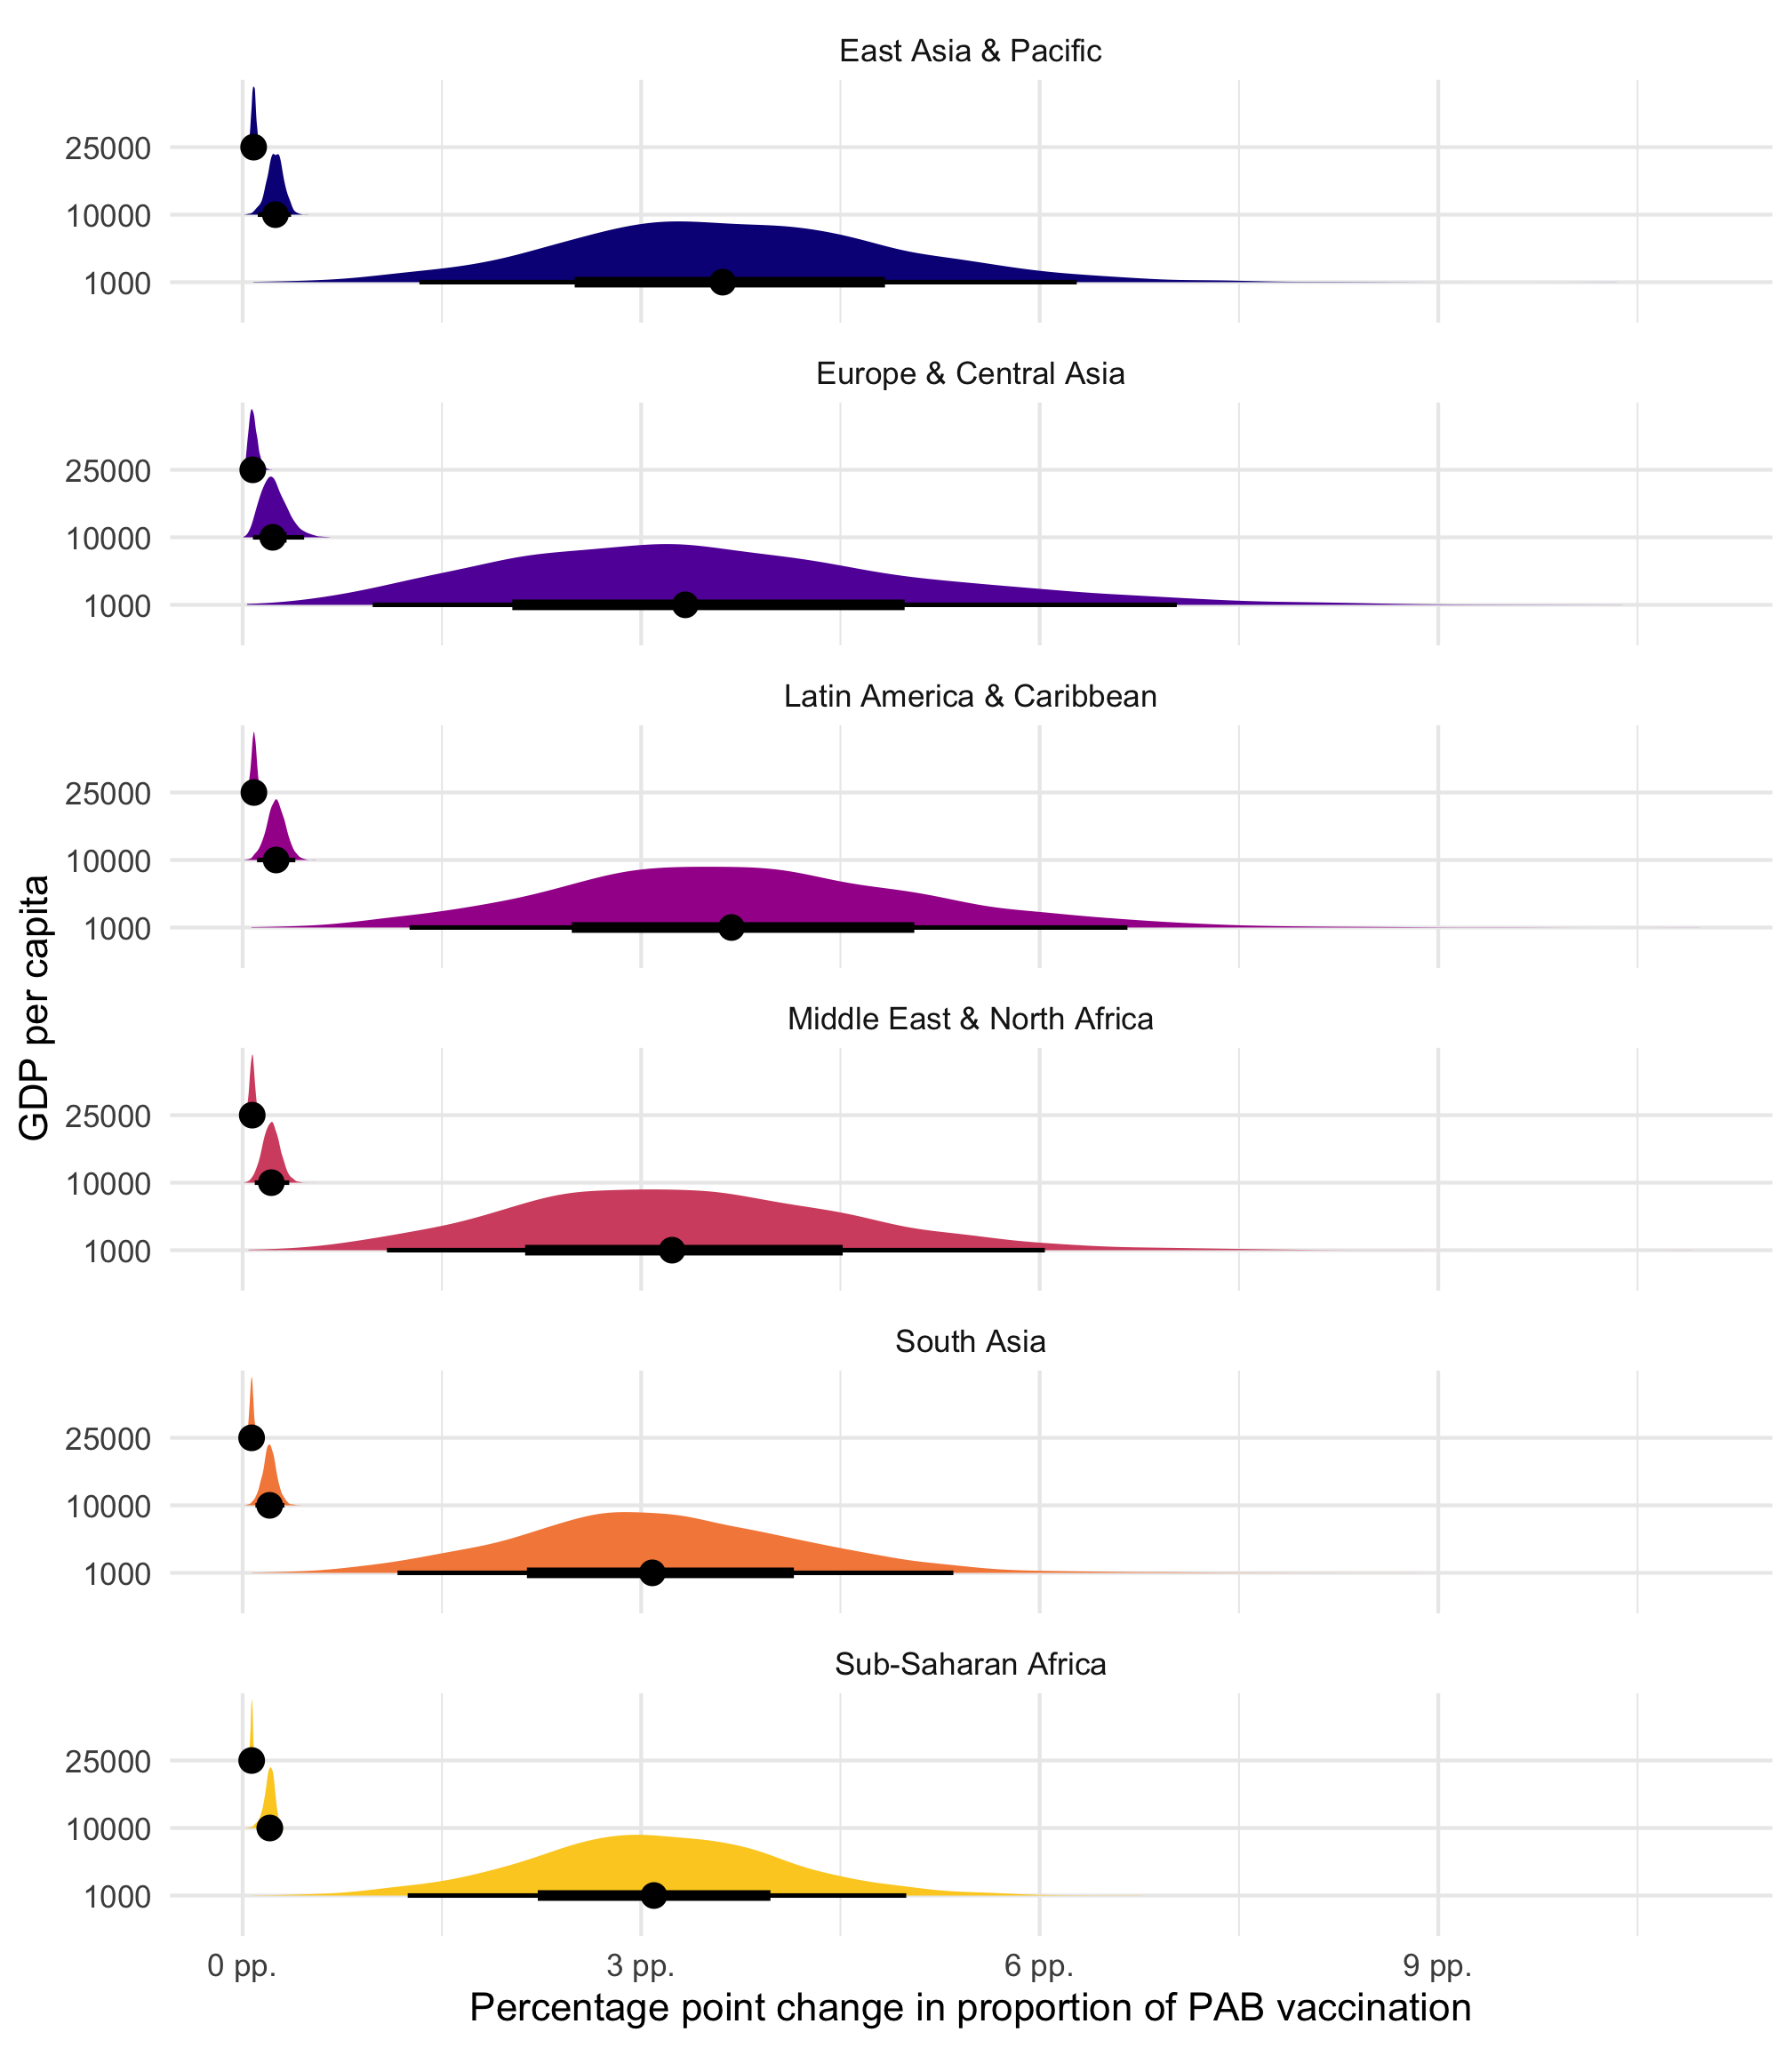 East Asia & Pacific
25000
10000
1000
Europe & Central Asia
25000
10000
1000
Latin America & Caribbean
25000
10000
1000
GDP per capita
Middle East & North Africa
25000
10000
1000
South Asia
25000
10000
1000
Sub-Saharan Africa
25000
10000
1000
0 pp. 3 pp. 6 pp. 9 pp.
Percentage point change in proportion of PAB vaccination